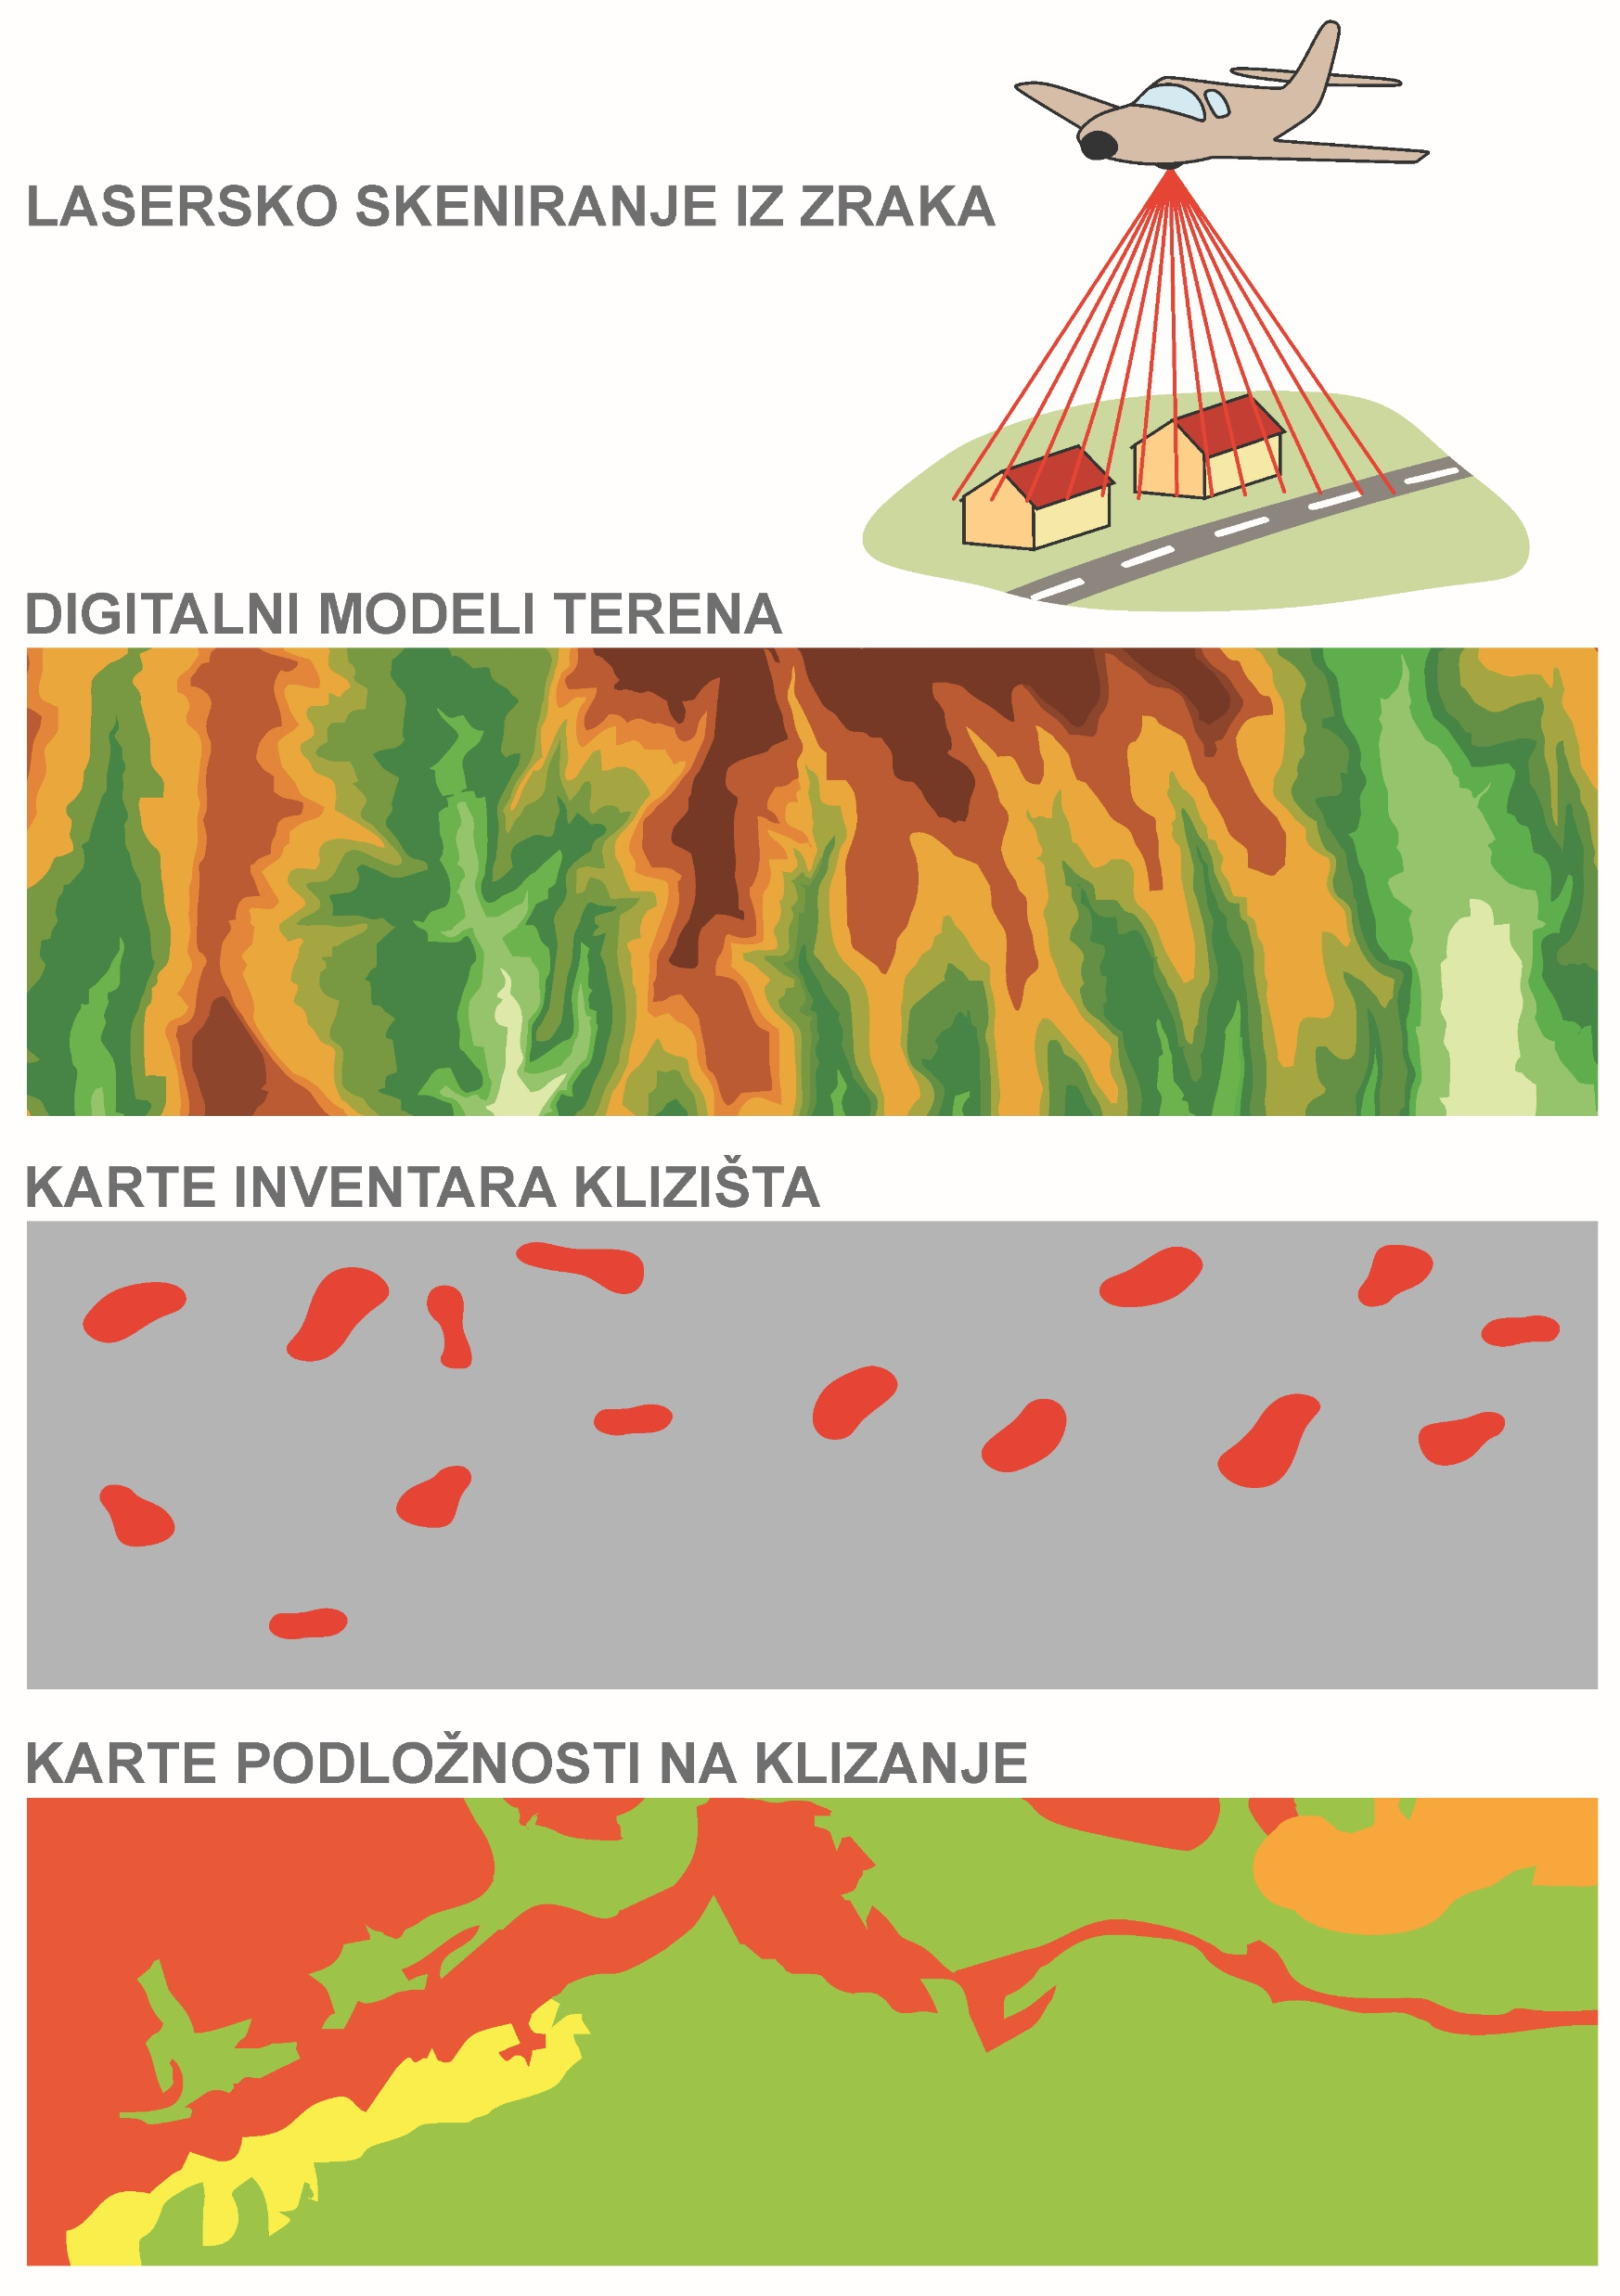 LASERSKO SKENIRANJE IZ ZRAKA
DIGITALNI MODELI TERENA
KARTE INVENTARA KLIZIŠTA
KARTE PODLOŽNOSTI NA KLIZANJE